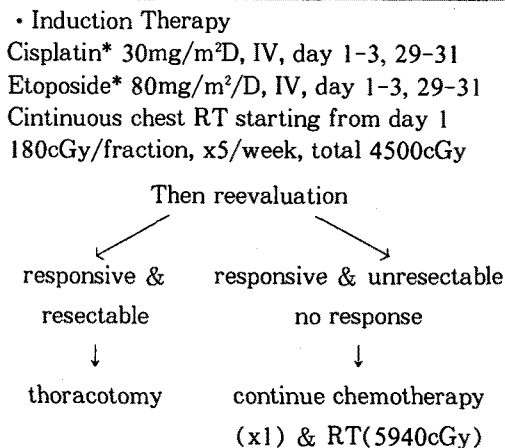 · Induction Therapy
Cisplatin* 30mg/m²D, IV, day 1-3, 29-31
Etoposide* 80mg/m²/D, IV, day 1-3, 29-31
Cintinuous chest RT starting from day 1
180cGy/fraction, x5/week, total 4500cGy
Then reevaluation
responsive & responsive & unresectable
resectable no response
thoracotomy continue chemotherapy
(x1) & RT(5940cGy)